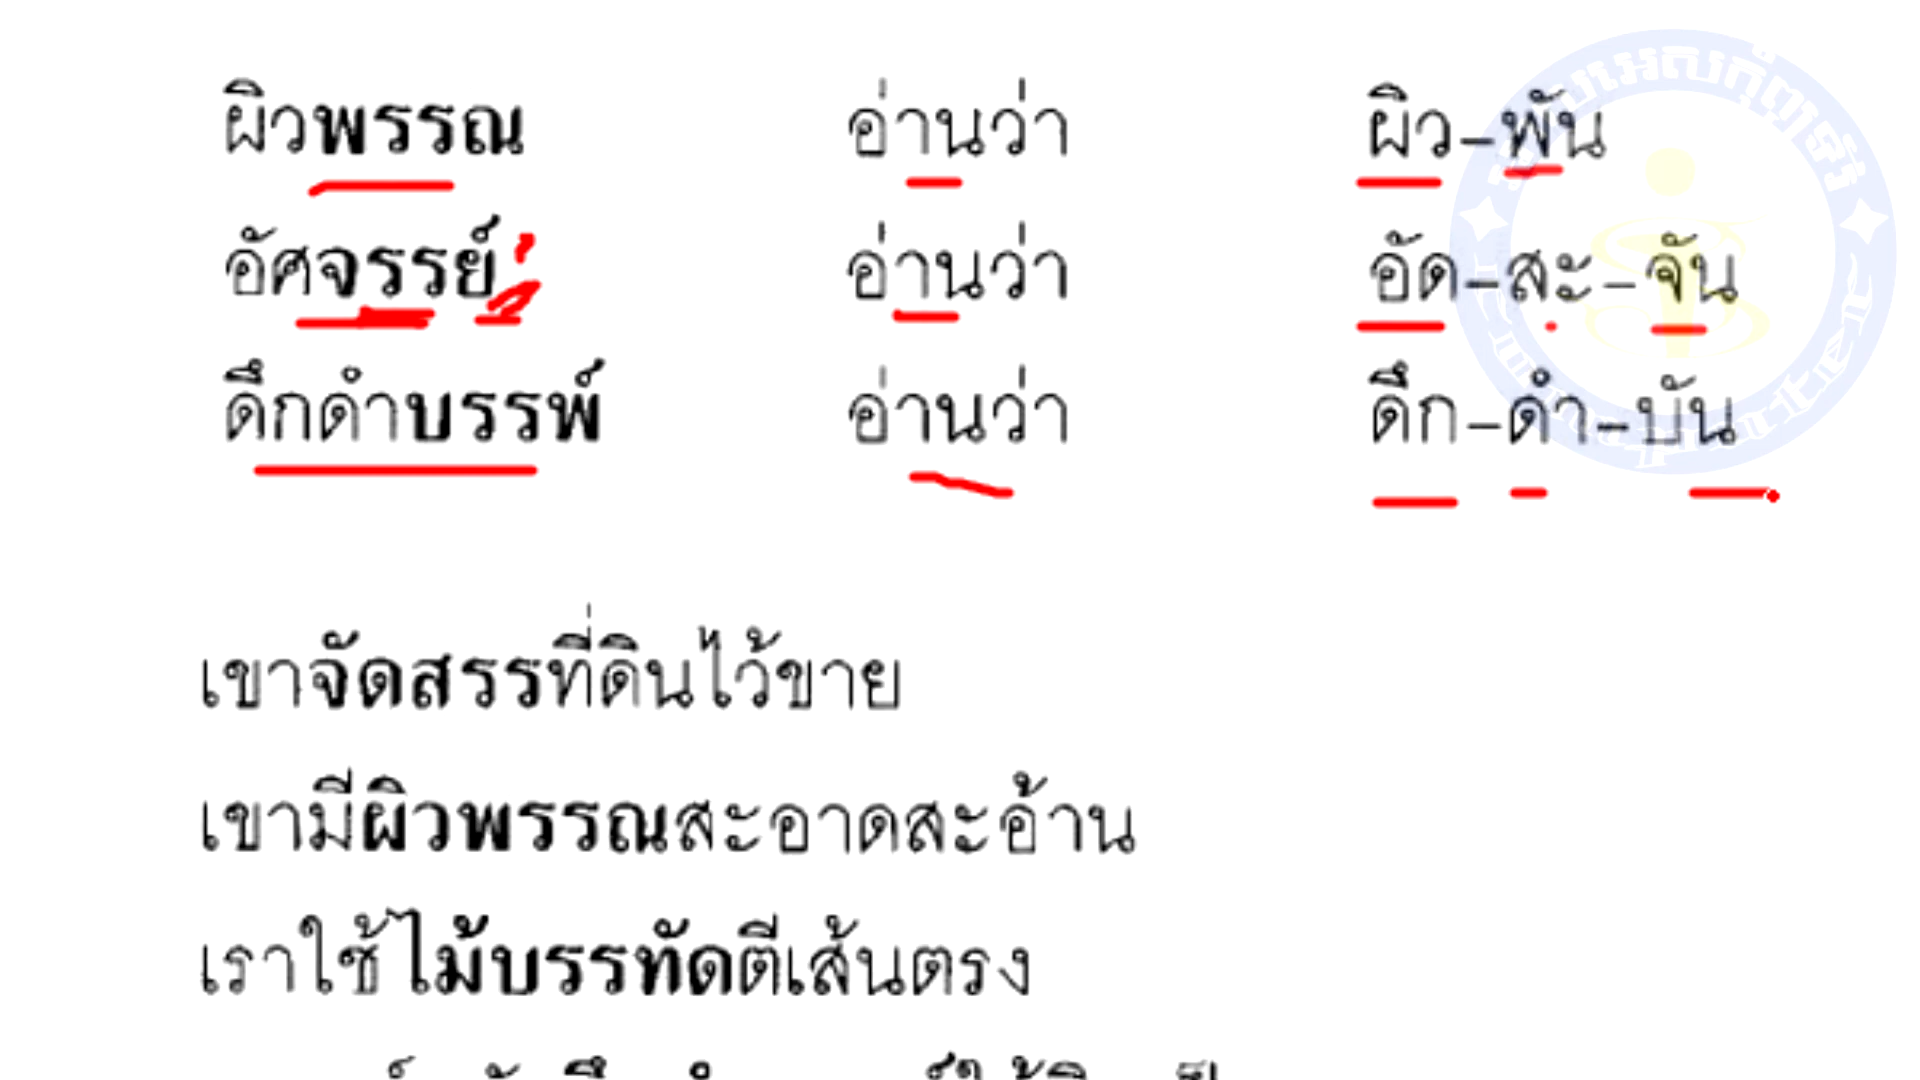 ผิวพรรณ อ่านว่า ผิว-พัน
อัศจรรย์ อ่านว่า อัด-สะ-จัน
ดึกดำบรรพ์ อ่านว่า ดึก-ดำ-บัน
เขาจัดสรรที่ดินไว้ขาย
เขามีผิวพรรณสะอาดสะอ้าน
เราใช้ไม้บรรทัดตีเส้นตรง